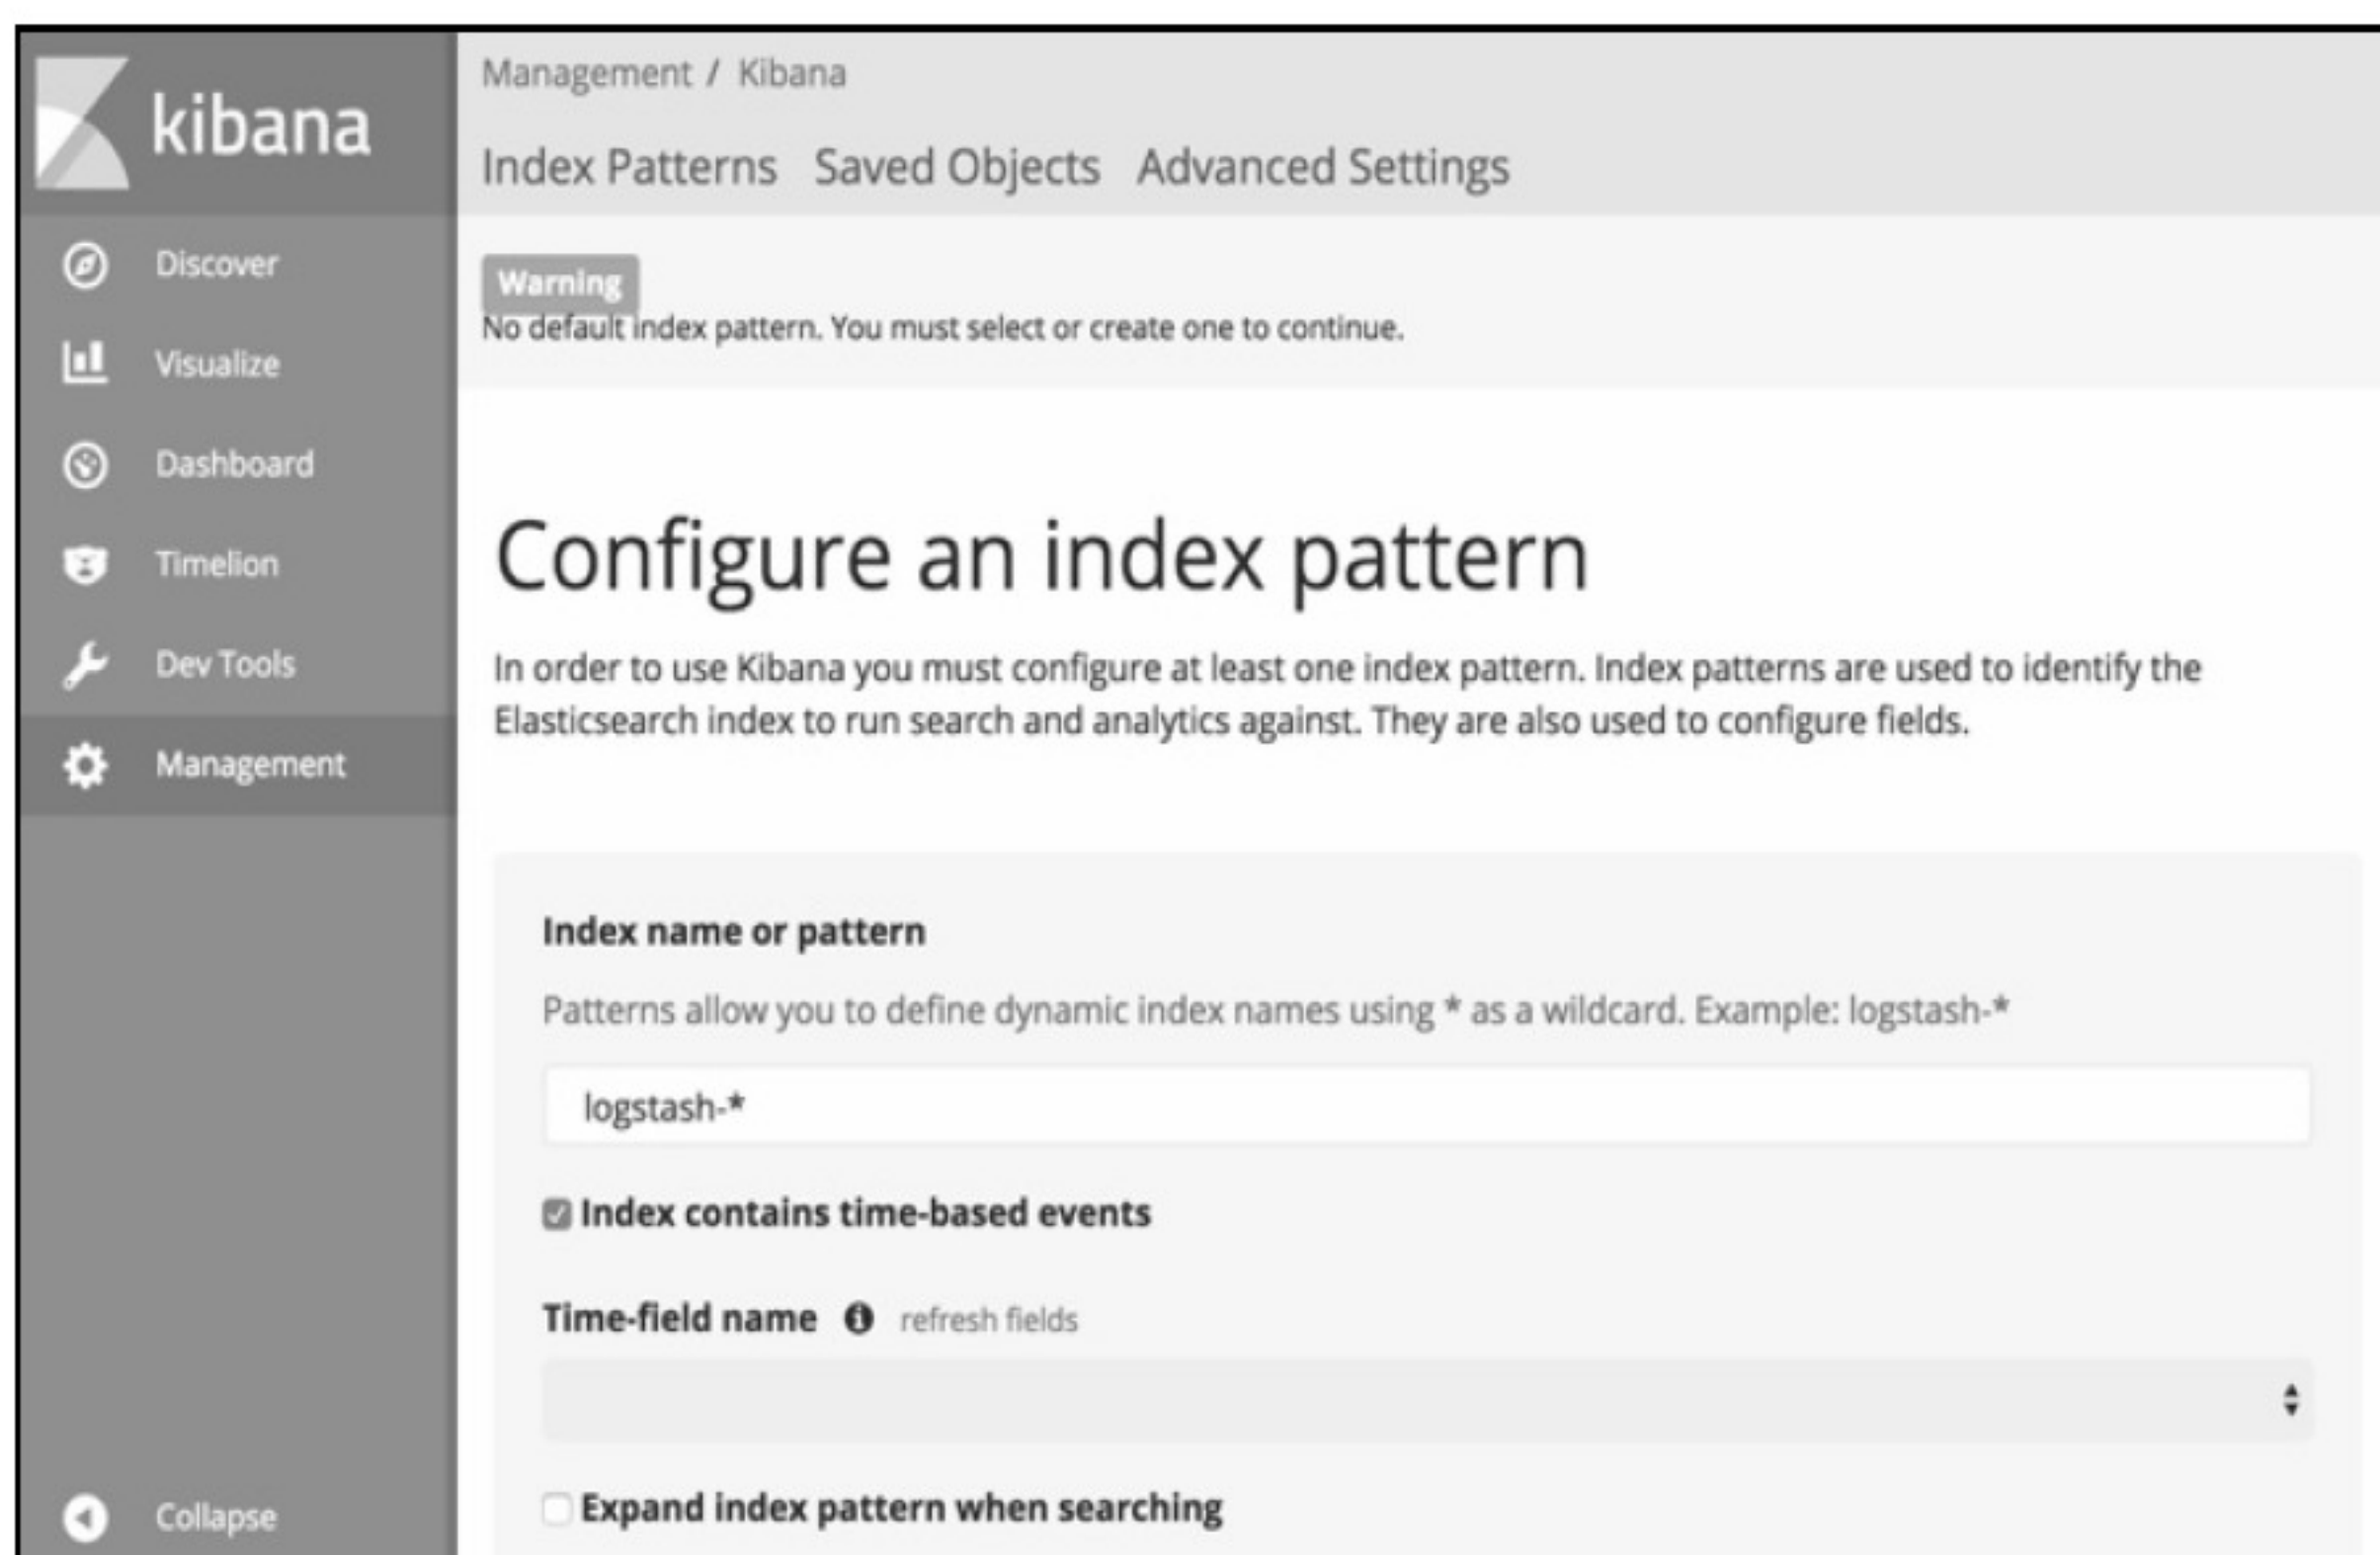 kibana
Discover
Visualize
Dashboard
Timelion
Dev Tools
Management
Collapse
Management / Kibana
Index Patterns Saved Objects Advanced Settings
Warning
No default index pattern. You must select or create one to continue.
Configure an index pattern
In order to use Kibana you must configure at least one index pattern. Index patterns are used to identify the
Elasticsearch index to run search and analytics against. They are also used to configure fields.
Index name or pattern
Patterns allow you to define dynamic index names using * as a wildcard. Example: logstash-*
logstash-*
Index contains time-based events
Time-field name refresh fields
Expand index pattern when searching